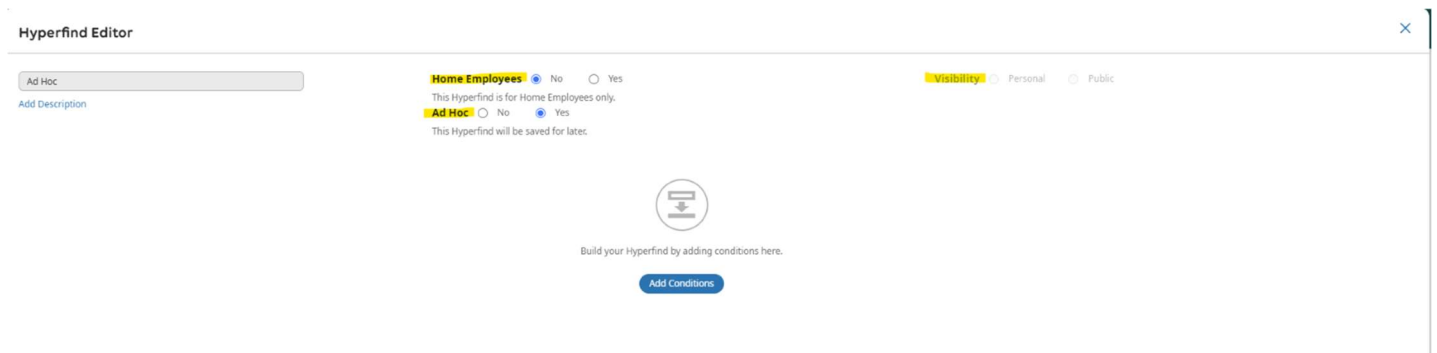 Hyperfind Editor
Ad Hoc
Add Description
Home Employees No Yes
This Hyperfind is for Home Employees only.
Ad Hoc No Yes
This Hyperfind will be saved for later.
Visibility Personal Public
Build your Hyperfind by adding conditions here.
Add Conditions